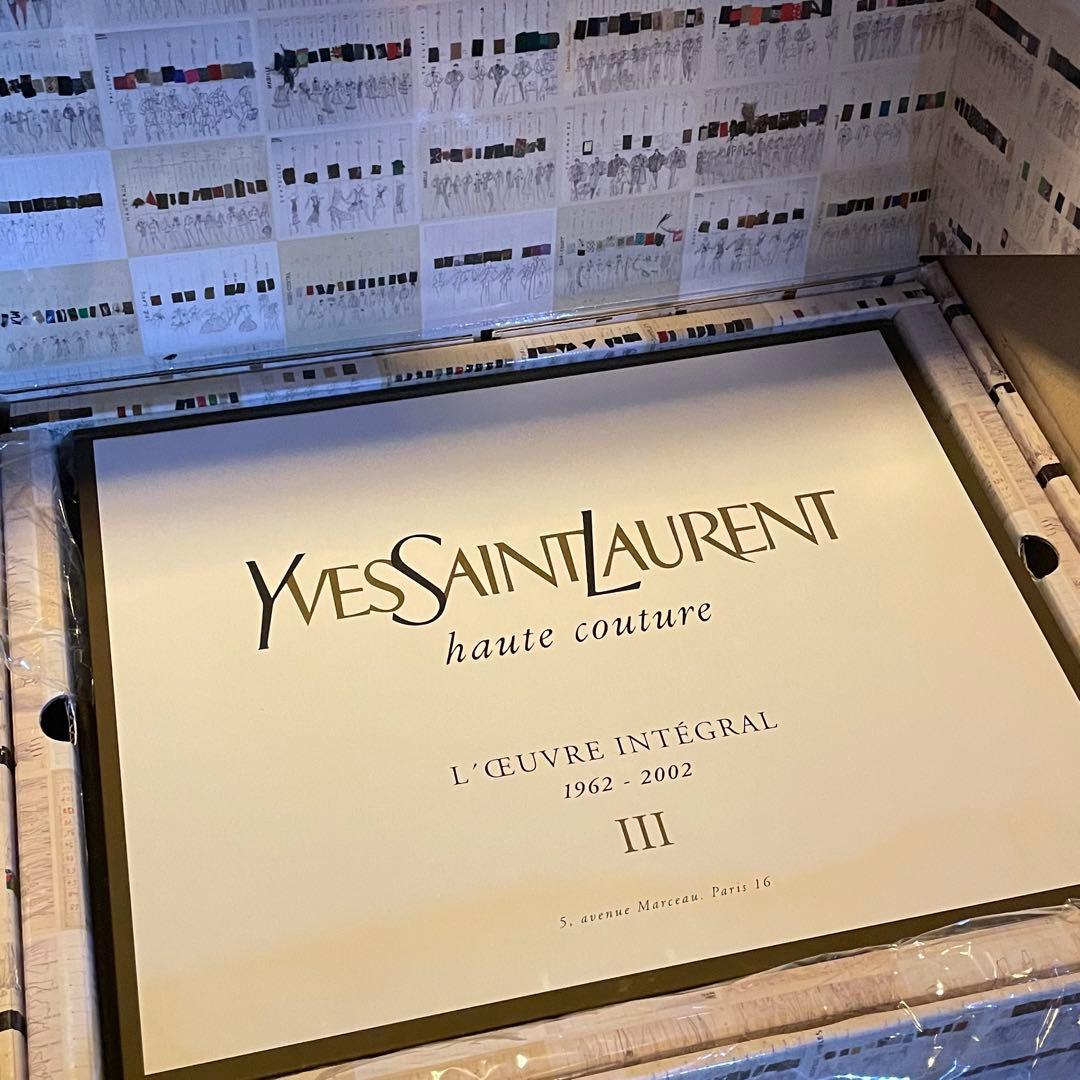 YVESSAINTLAURENT
haute couture
L'ŒUVRE INTÉGRAL
1962 - 2002
III
5, avenue Marceau. Paris 16